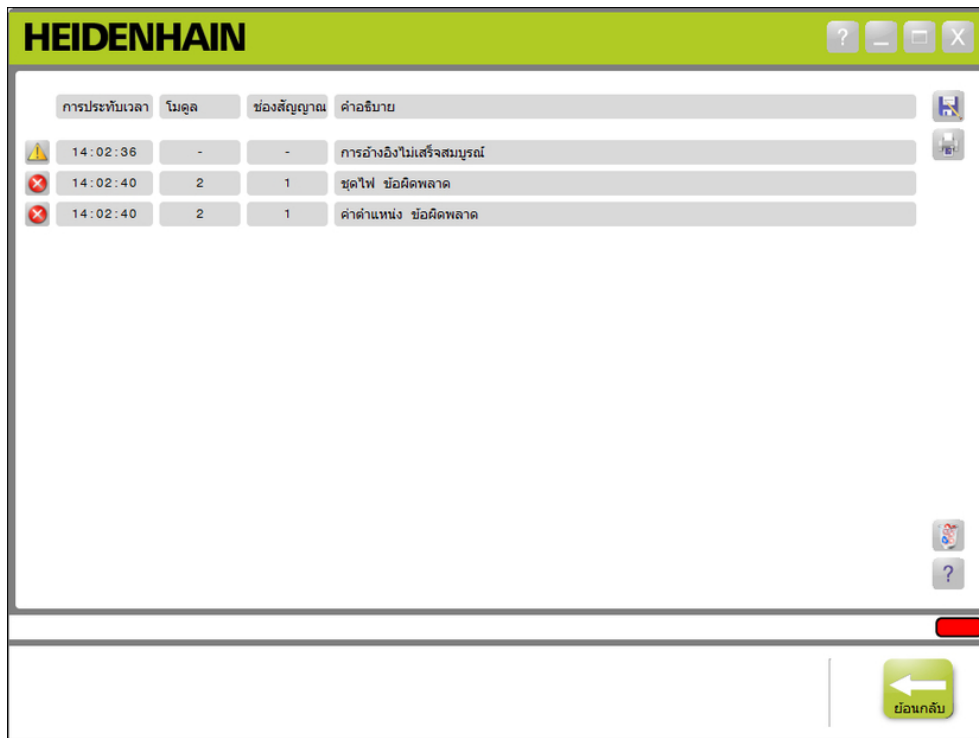 HEIDENHAIN
? _ X
การประทับเวลา โมดูล ช่องสัญญาณ คำอธิบาย
14:02:36 - - การอ้างอิงไม่เสร็จสมบูรณ์
14:02:40 2 1 ชุดไฟ ข้อผิดพลาด
14:02:40 2 1 ค่าตำแหน่ง ข้อผิดพลาด
?
ย้อนกลับ